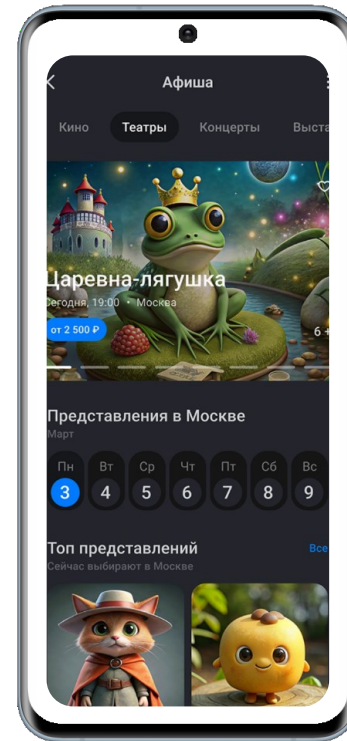 Афиша
Кино Театры Концерты Выста
Царевна-лягушка
Сегодня, 19:00 • Москва
от 2 500 ₽ 6 +
Представления в Москве
Март
Пн Вт Ср Чт Пт Сб Вс
3 4 5 6 7 8 9
Топ представлений Все
Сейчас выбирают в Москве